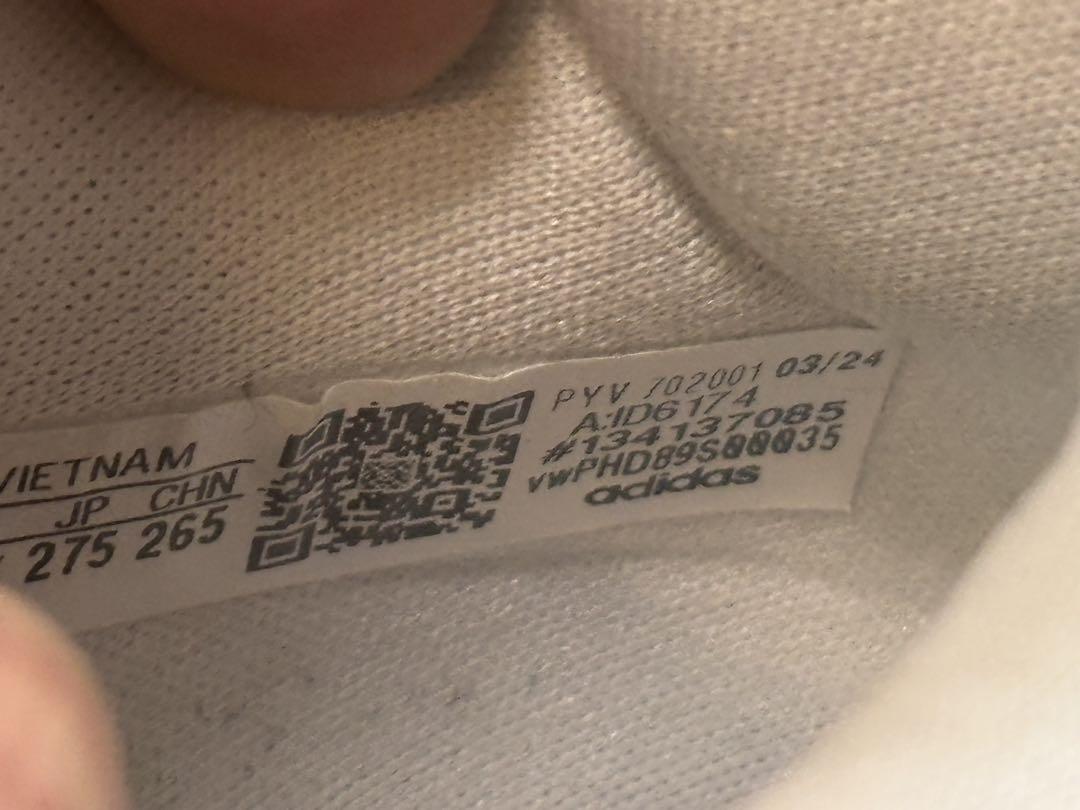 VIETNAM
JP CHN
275 265
PYV 702001 03/24
A:ID6174
#134137085
vwPHD89S00035
adidas